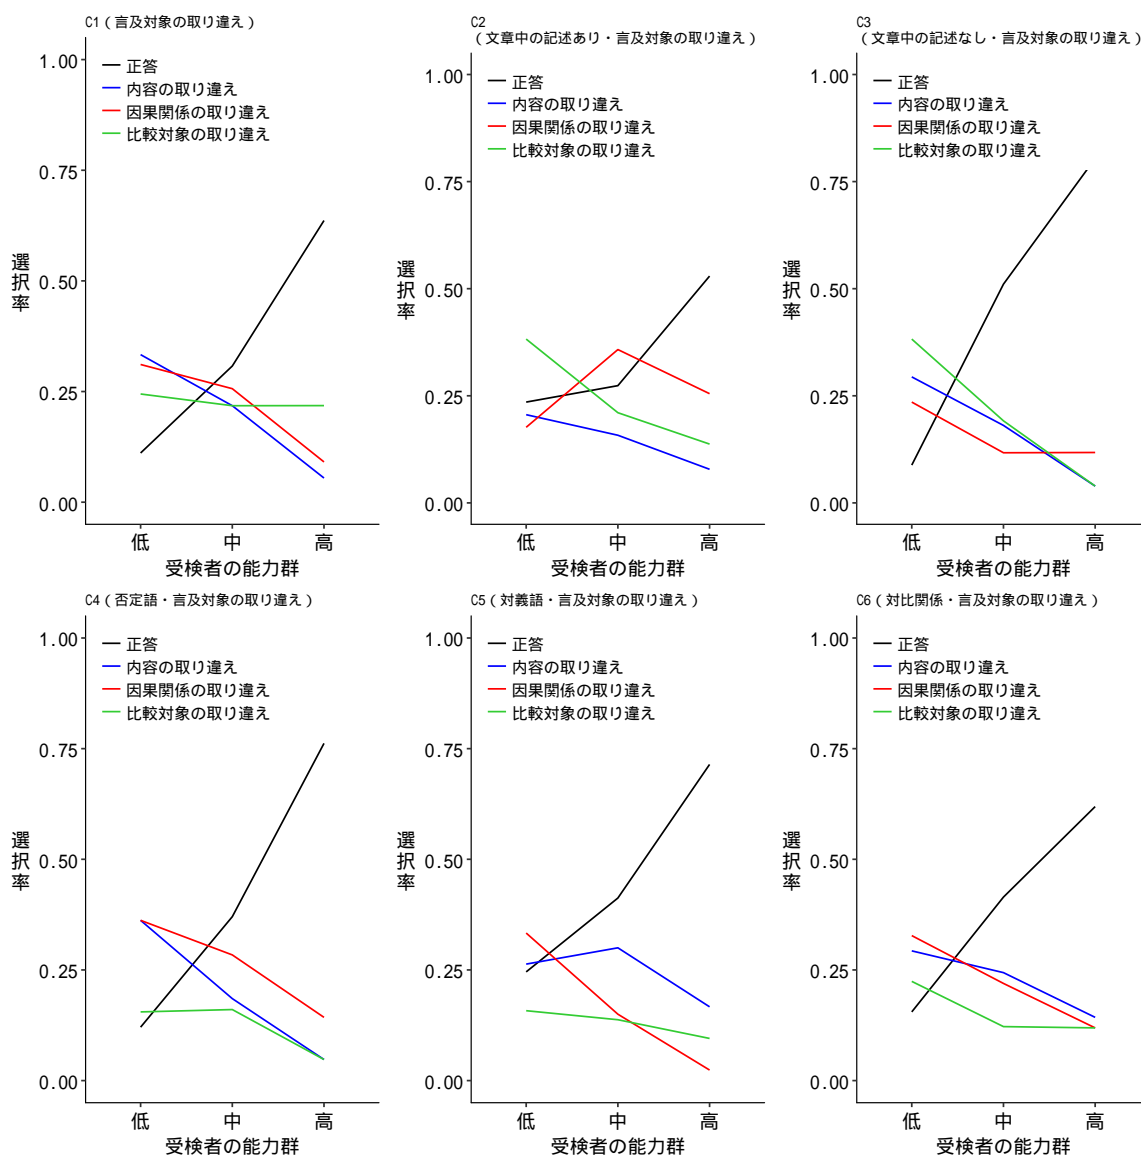 C1（言及対象の取り違え）
1.00
0.75
0.50
0.25
0.00
選択率
正答
内容の取り違え
因果関係の取り違え
比較対象の取り違え
低 中 高
受検者の能力群
C2
（文章中の記述あり・言及対象の取り違え）
1.00
0.75
0.50
0.25
0.00
選択率
正答
内容の取り違え
因果関係の取り違え
比較対象の取り違え
低 中 高
受検者の能力群
C3
（文章中の記述なし・言及対象の取り違え）
1.00
0.75
0.50
0.25
0.00
選択率
正答
内容の取り違え
因果関係の取り違え
比較対象の取り違え
低 中 高
受検者の能力群
C4（否定語・言及対象の取り違え）
1.00
0.75
0.50
0.25
0.00
選択率
正答
内容の取り違え
因果関係の取り違え
比較対象の取り違え
低 中 高
受検者の能力群
C5（対義語・言及対象の取り違え）
1.00
0.75
0.50
0.25
0.00
選択率
正答
内容の取り違え
因果関係の取り違え
比較対象の取り違え
低 中 高
受検者の能力群
C6（対比関係・言及対象の取り違え）
1.00
0.75
0.50
0.25
0.00
選択率
正答
内容の取り違え
因果関係の取り違え
比較対象の取り違え
低 中 高
受検者の能力群